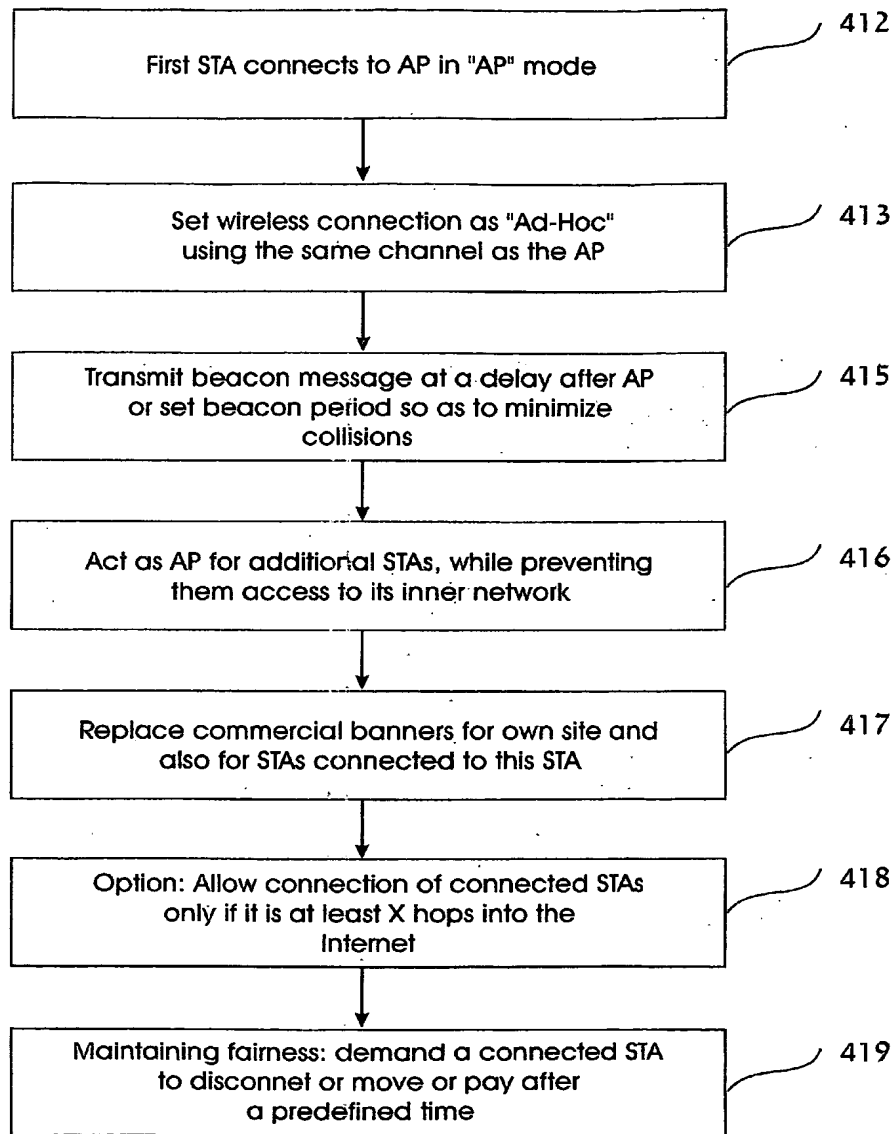 412
First STA connects to AP in "AP" mode
413
Set wireless connection as "Ad-Hoc"
using the same channel as the AP
415
Transmit beacon message at a delay after AP
or set beacon period so as to minimize
collisions
416
Act as AP for additional STAs, while preventing
them access to its inner network
417
Replace commercial banners for own site and
also for STAs connected to this STA
418
Option: Allow connection of connected STAs
only if it is at least X hops into the
Internet
419
Maintaining fairness: demand a connected STA
to disconnet or move or pay after
a predefined time